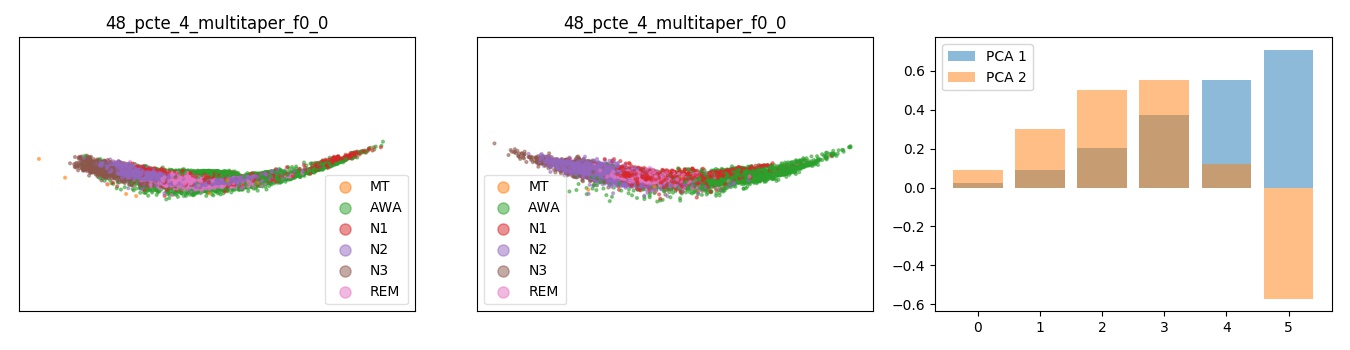 48_pcte_4_multitaper_f0_0
MT
AWA
N1
N2
N3
REM
48_pcte_4_multitaper_f0_0
MT
AWA
N1
N2
N3
REM
PCA 1
PCA 2
0.6
0.4
0.2
0.0
−0.2
−0.4
−0.6
0 1 2 3 4 5